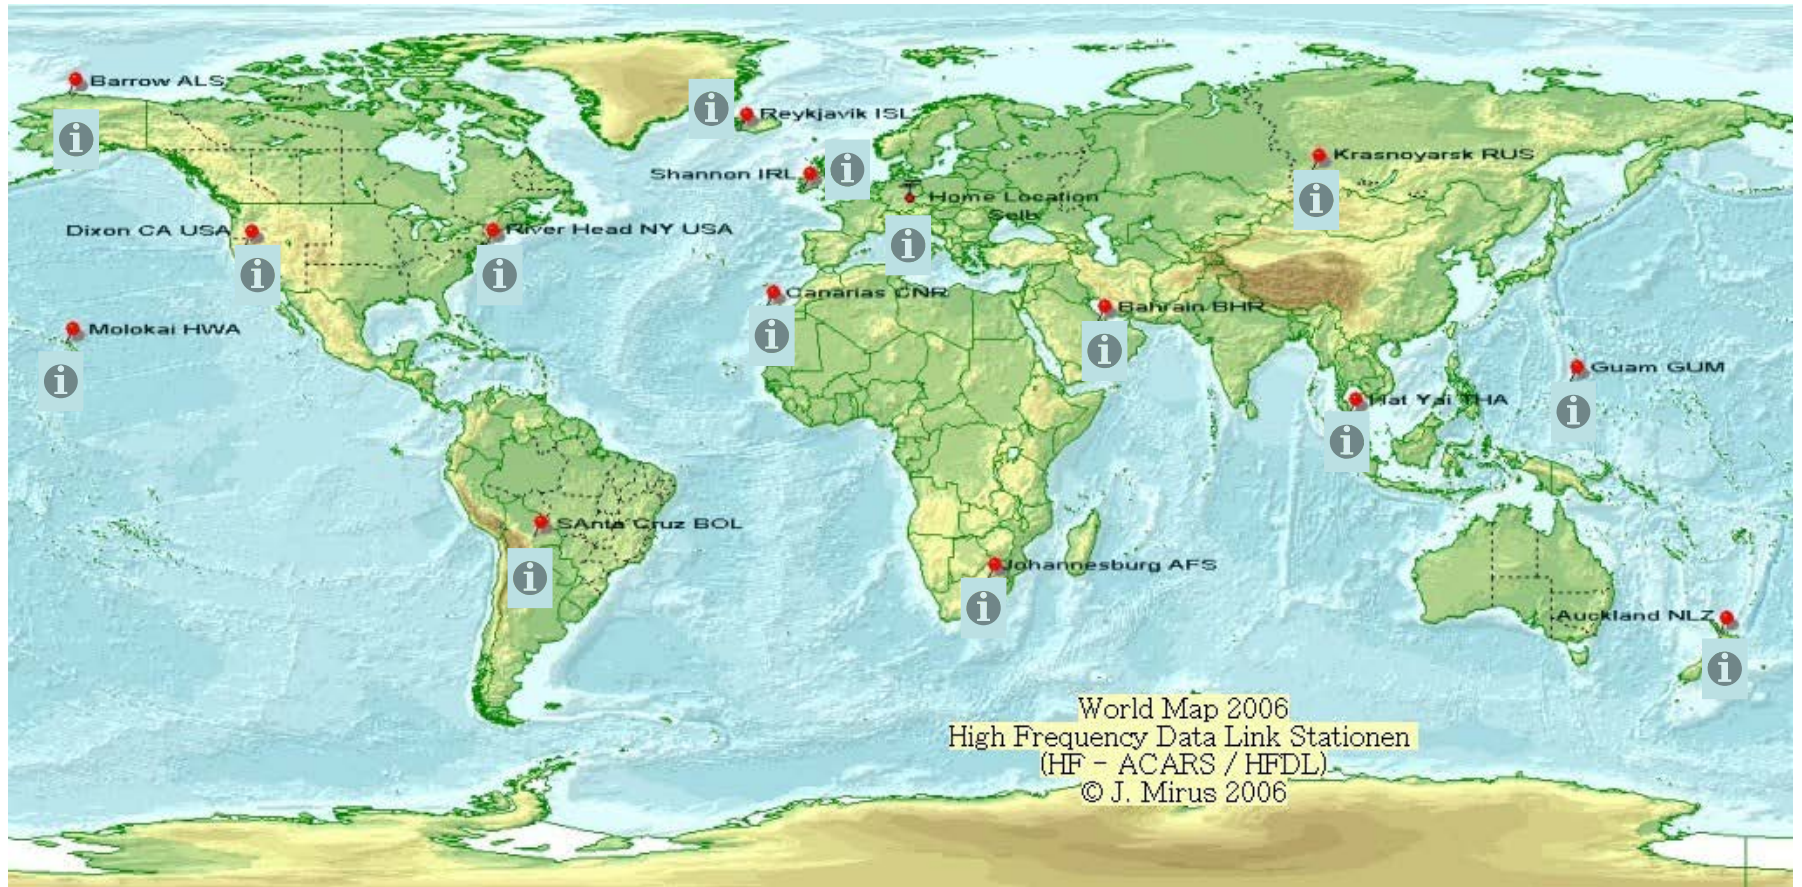 Barrow ALS
Reykjavik ISL
Krasnoyarsk RUS
Shannon IRL
Home Location
Selb
Dixon CA USA
River Head NY USA
Canarias CNR
Bahrain BHR
Molokai HWA
Guam GUM
Hat Yai THA
SAnta Cruz BOL
Johannesburg AFS
Auckland NLZ
World Map 2006
High Frequency Data Link Stationen
(HF - ACARS / HFDL)
© J. Mirus 2006